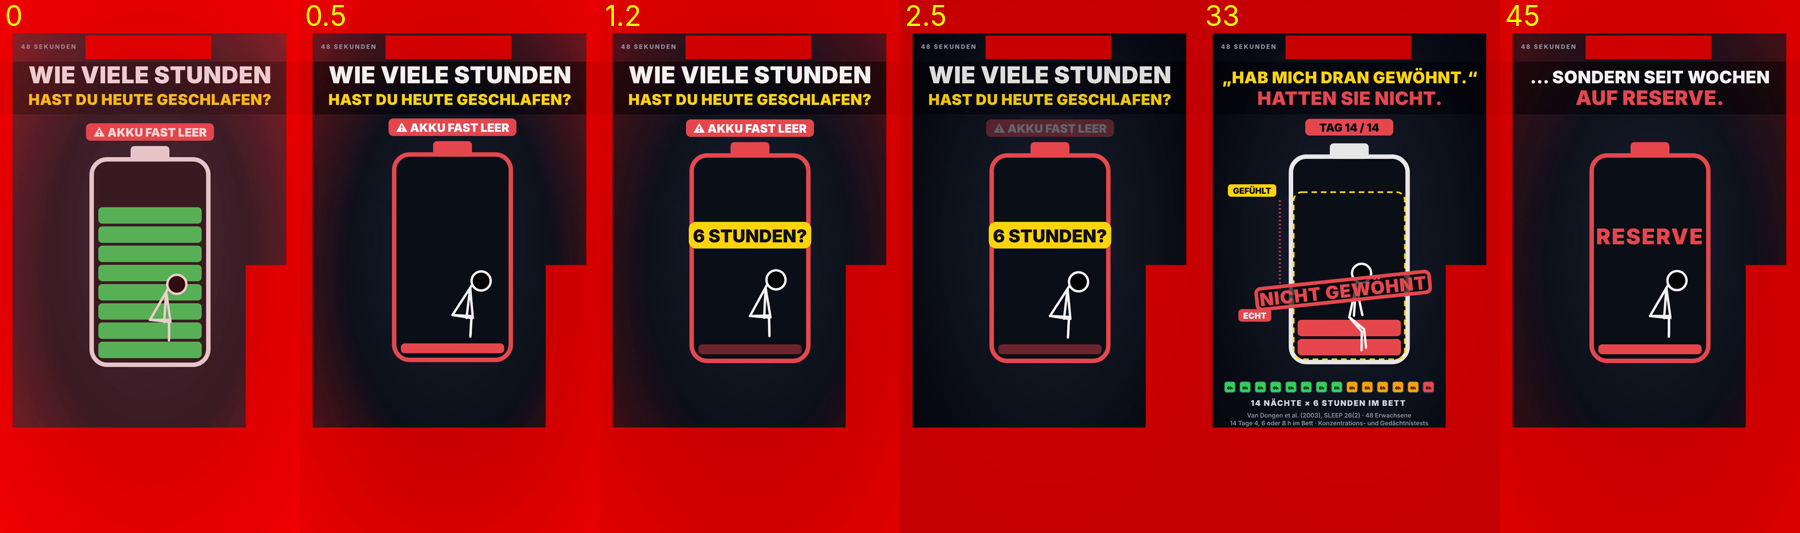 0
48 SEKUNDEN
WIE VIELE STUNDEN
HAST DU HEUTE GESCHLAFEN?
⚠ AKKU FAST LEER
0.5
48 SEKUNDEN
WIE VIELE STUNDEN
HAST DU HEUTE GESCHLAFEN?
⚠ AKKU FAST LEER
1.2
48 SEKUNDEN
WIE VIELE STUNDEN
HAST DU HEUTE GESCHLAFEN?
⚠ AKKU FAST LEER
6 STUNDEN?
2.5
48 SEKUNDEN
WIE VIELE STUNDEN
HAST DU HEUTE GESCHLAFEN?
⚠ AKKU FAST LEER
6 STUNDEN?
33
48 SEKUNDEN
„HAB MICH DRAN GEWÖHNT.“
HATTEN SIE NICHT.
TAG 14 / 14
GEFÜHLT
NICHT GEWÖHNT
ECHT
14 NÄCHTE × 6 STUNDEN IM BETT
Van Dongen et al. (2003), SLEEP 26(2) · 48 Erwachsene
14 Tage 4, 6 oder 8 h im Bett · Konzentrations- und Gedächtnistests
45
48 SEKUNDEN
... SONDERN SEIT WOCHEN
AUF RESERVE.
RESERVE